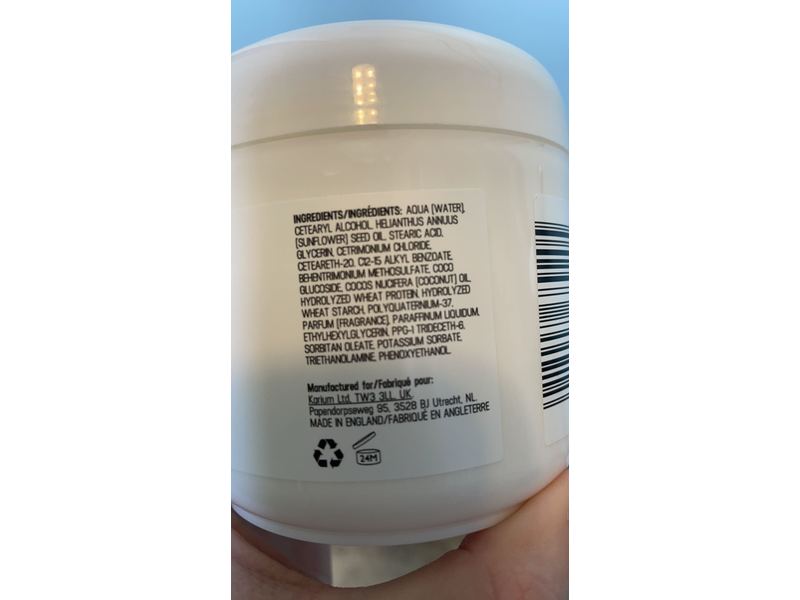 INGREDIENTS/INGRÉDIENTS: AQUA [WATER],
CETEARYL ALCOHOL, HELIANTHUS ANNUUS
[SUNFLOWER] SEED OIL, STEARIC ACID,
GLYCERIN, CETRIMONIUM CHLORIDE,
CETEARETH-20, C12-15 ALKYL BENZOATE,
BEHENTRIMONIUM METHOSULFATE, COCO
GLUCOSIDE, COCOS NUCIFERA [COCONUT] OIL,
HYDROLYZED WHEAT PROTEIN, HYDROLYZED
WHEAT STARCH, POLYQUATERNIUM-37,
PARFUM [FRAGRANCE], PARAFFINUM LIQUIDUM,
ETHYLHEXYLGLYCERIN, PPG-1 TRIDECETH-6,
SORBITAN OLEATE, POTASSIUM SORBATE,
TRIETHANOLAMINE, PHENOXYETHANOL.
Manufactured for/Fabriqué pour:
Karium Ltd, TW3 3LL, UK.
Papendorpseweg 95, 3528 BJ Utrecht, NL.
MADE IN ENGLAND/FABRIQUÉ EN ANGLETERRE
24M